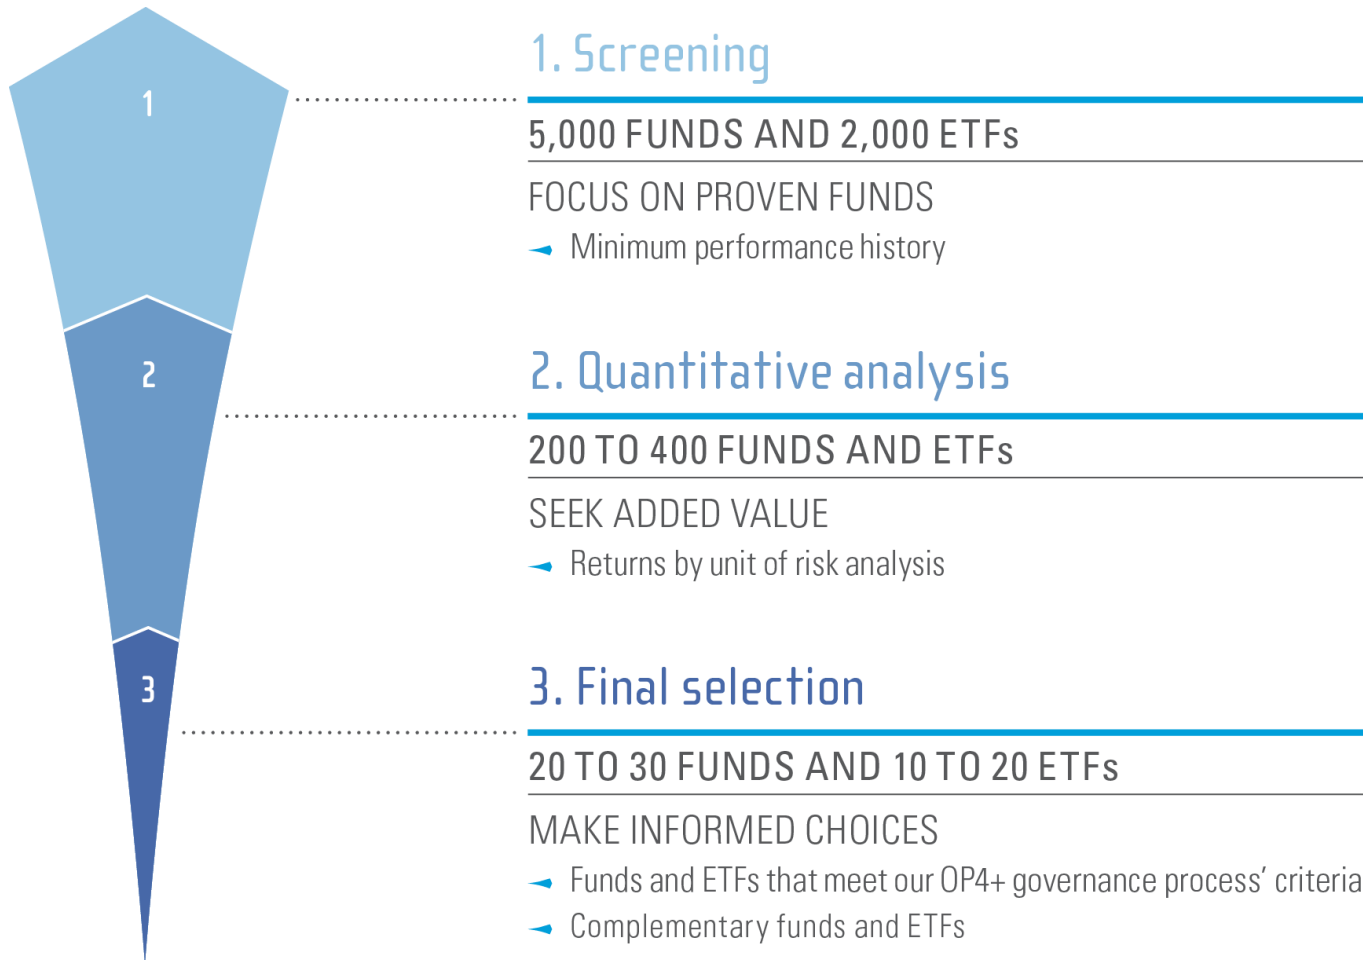 1
1. Screening
5,000 FUNDS AND 2,000 ETFs
FOCUS ON PROVEN FUNDS
Minimum performance history
2
2. Quantitative analysis
200 TO 400 FUNDS AND ETFs
SEEK ADDED VALUE
Returns by unit of risk analysis
3
3. Final selection
20 TO 30 FUNDS AND 10 TO 20 ETFs
MAKE INFORMED CHOICES
Funds and ETFs that meet our OP4+ governance process’ criteria
Complementary funds and ETFs